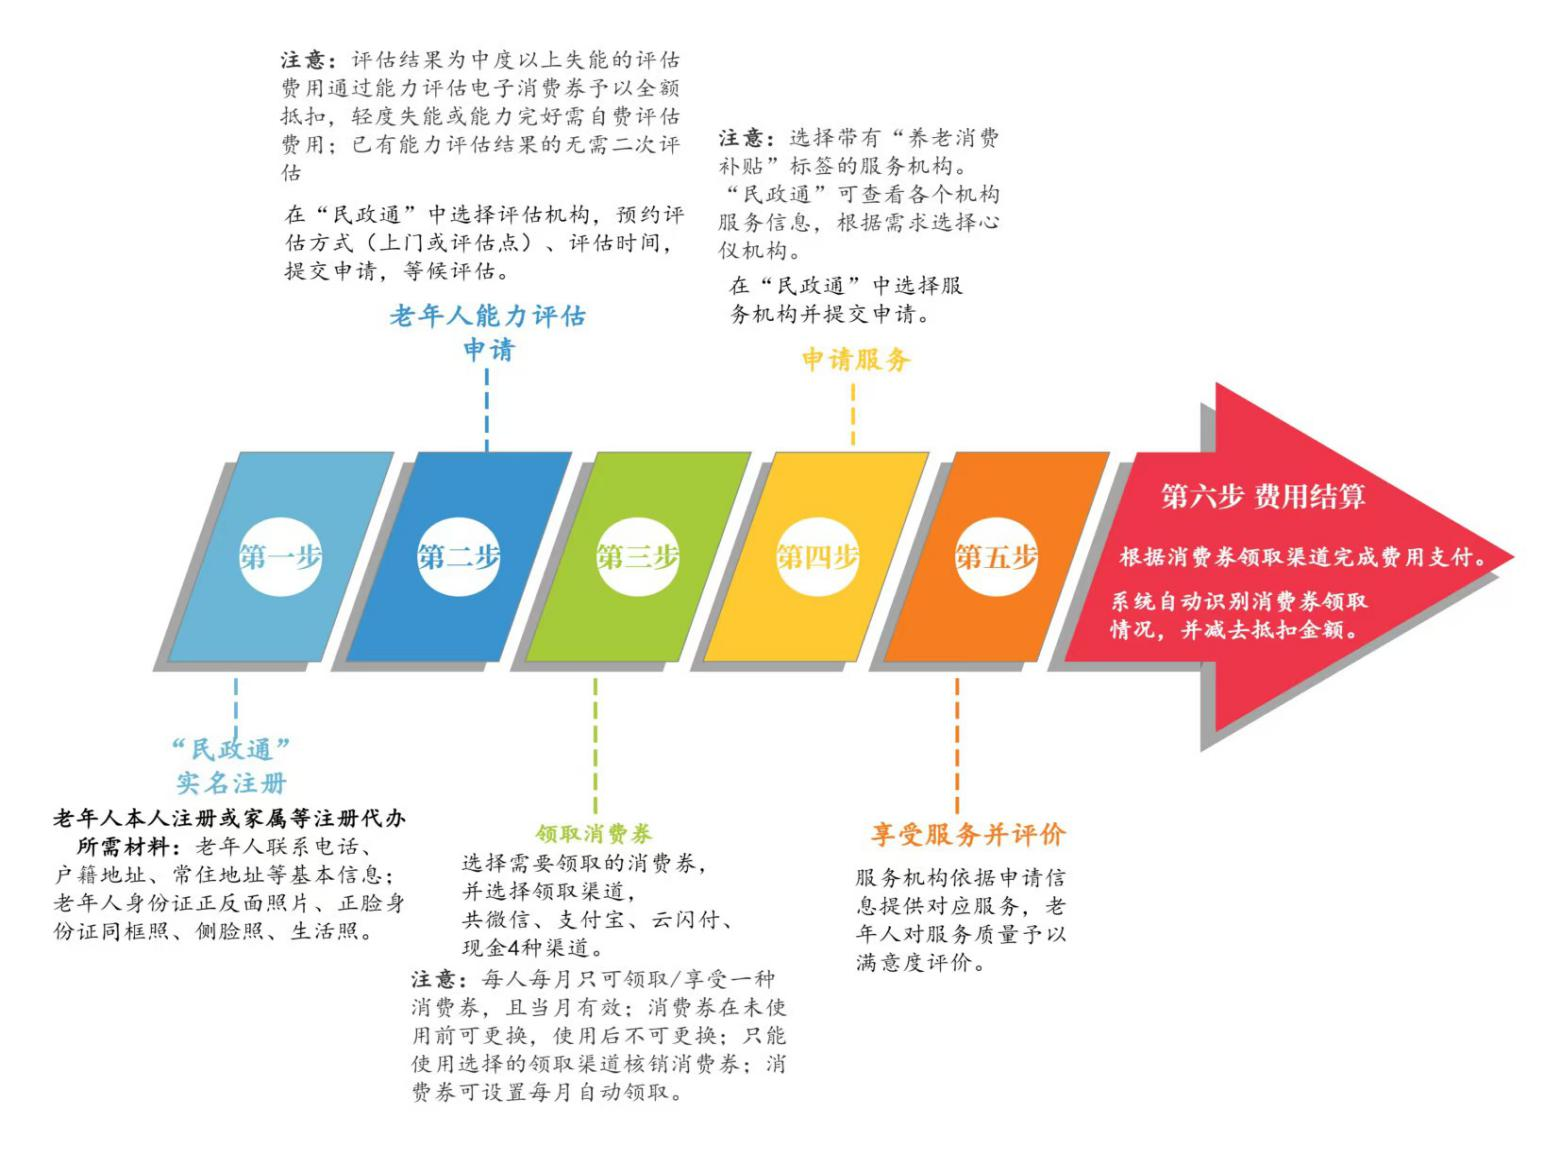 注意：评估结果为中度以上失能的评估
费用通过能力评估电子消费券予以全额
抵扣，轻度失能或能力完好需自费评估
费用；已有能力评估结果的无需二次评
估
在“民政通”中选择评估机构，预约评
估方式（上门或评估点）、评估时间，
提交申请，等候评估。
老年人能力评估
申请
注意：选择带有“养老消费
补贴”标签的服务机构。
“民政通”可查看各个机构
服务信息，根据需求选择心
仪机构。
在“民政通”中选择服
务机构并提交申请。
申请服务
第一步
第二步
第三步
第四步
第五步
第六步 费用结算
根据消费券领取渠道完成费用支付。
系统自动识别消费券领取
情况，并减去抵扣金额。
“民政通”
实名注册
老年人本人注册或家属等注册代办
所需材料：老年人联系电话、
户籍地址、常住地址等基本信息；
老年人身份证正反面照片、正脸身
份证同框照、侧脸照、生活照。
领取消费券
选择需要领取的消费券，
并选择领取渠道，
共微信、支付宝、云闪付、
现金4种渠道。
注意：每人每月只可领取/享受一种
消费券，且当月有效；消费券在未使
用前可更换，使用后不可更换；只能
使用选择的领取渠道核销消费券；消
费券可设置每月自动领取。
享受服务并评价
服务机构依据申请信
息提供对应服务，老
年人对服务质量予以
满意度评价。